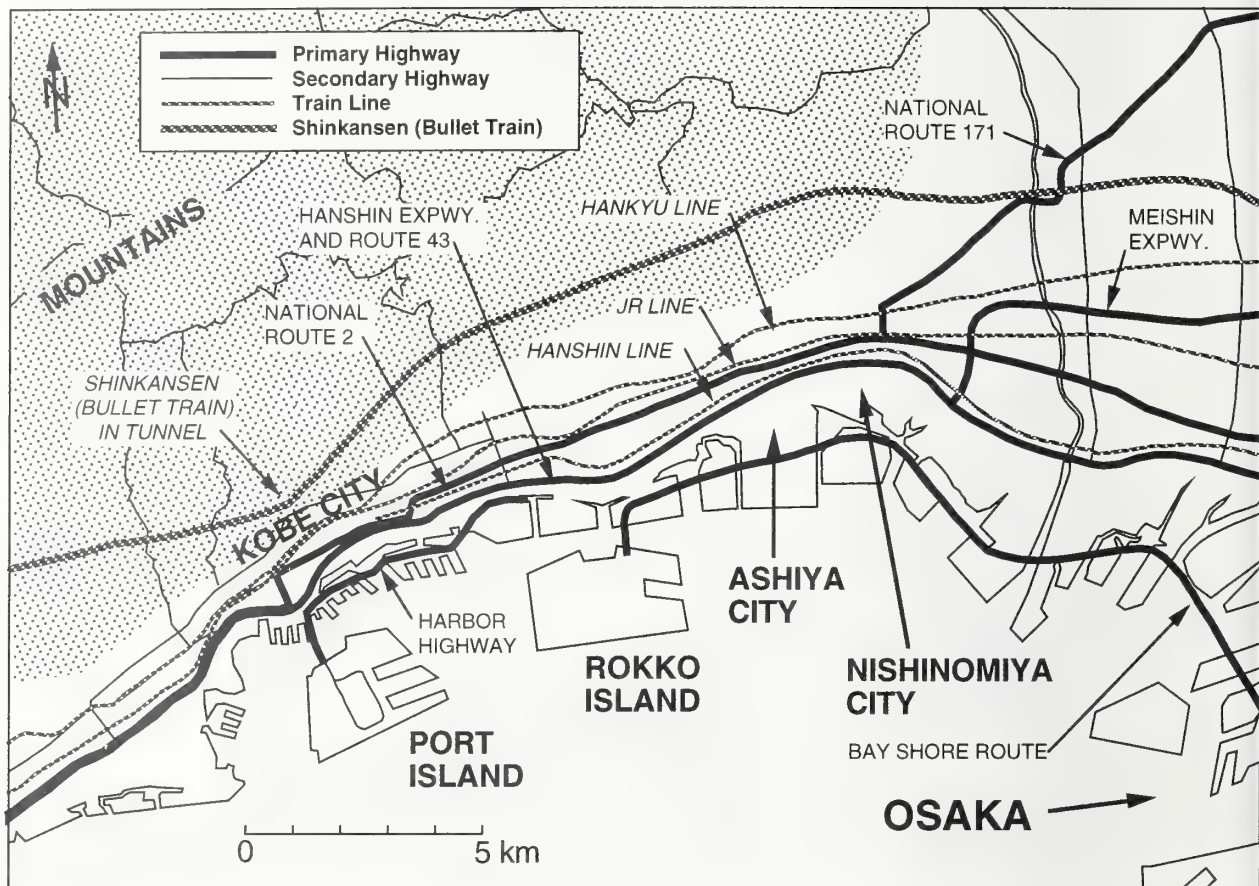 N
Primary Highway
Secondary Highway
Train Line
Shinkansen (Bullet Train)
NATIONAL
ROUTE 171
MOUNTAINS
HANSHIN EXPWY.
AND ROUTE 43
HANKYU LINE
MEISHIN
EXPWY.
NATIONAL
ROUTE 2
JR LINE
HANSHIN LINE
SHINKANSEN
(BULLET TRAIN)
IN TUNNEL
KOBE CITY
HARBOR
HIGHWAY
ASHIYA
CITY
ROKKO
ISLAND
NISHINOMIYA
CITY
PORT
ISLAND
BAY SHORE ROUTE
OSAKA
0
5 km